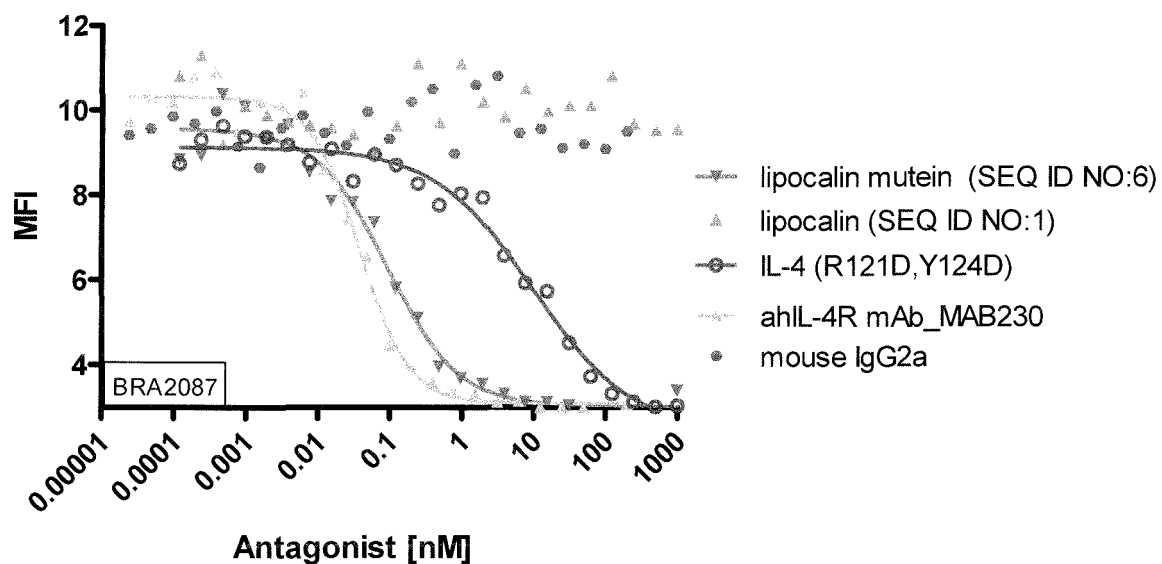 12
10
8
6
4
MFI
BRA2087
0.00001
0.0001
0.001
0.01
0.1
1
10
100
1000
Antagonist [nM]
lipocalin mutein (SEQ ID NO:6)
lipocalin (SEQ ID NO:1)
IL-4 (R121D,Y124D)
ahIL-4R mAb_MAB230
mouse IgG2a